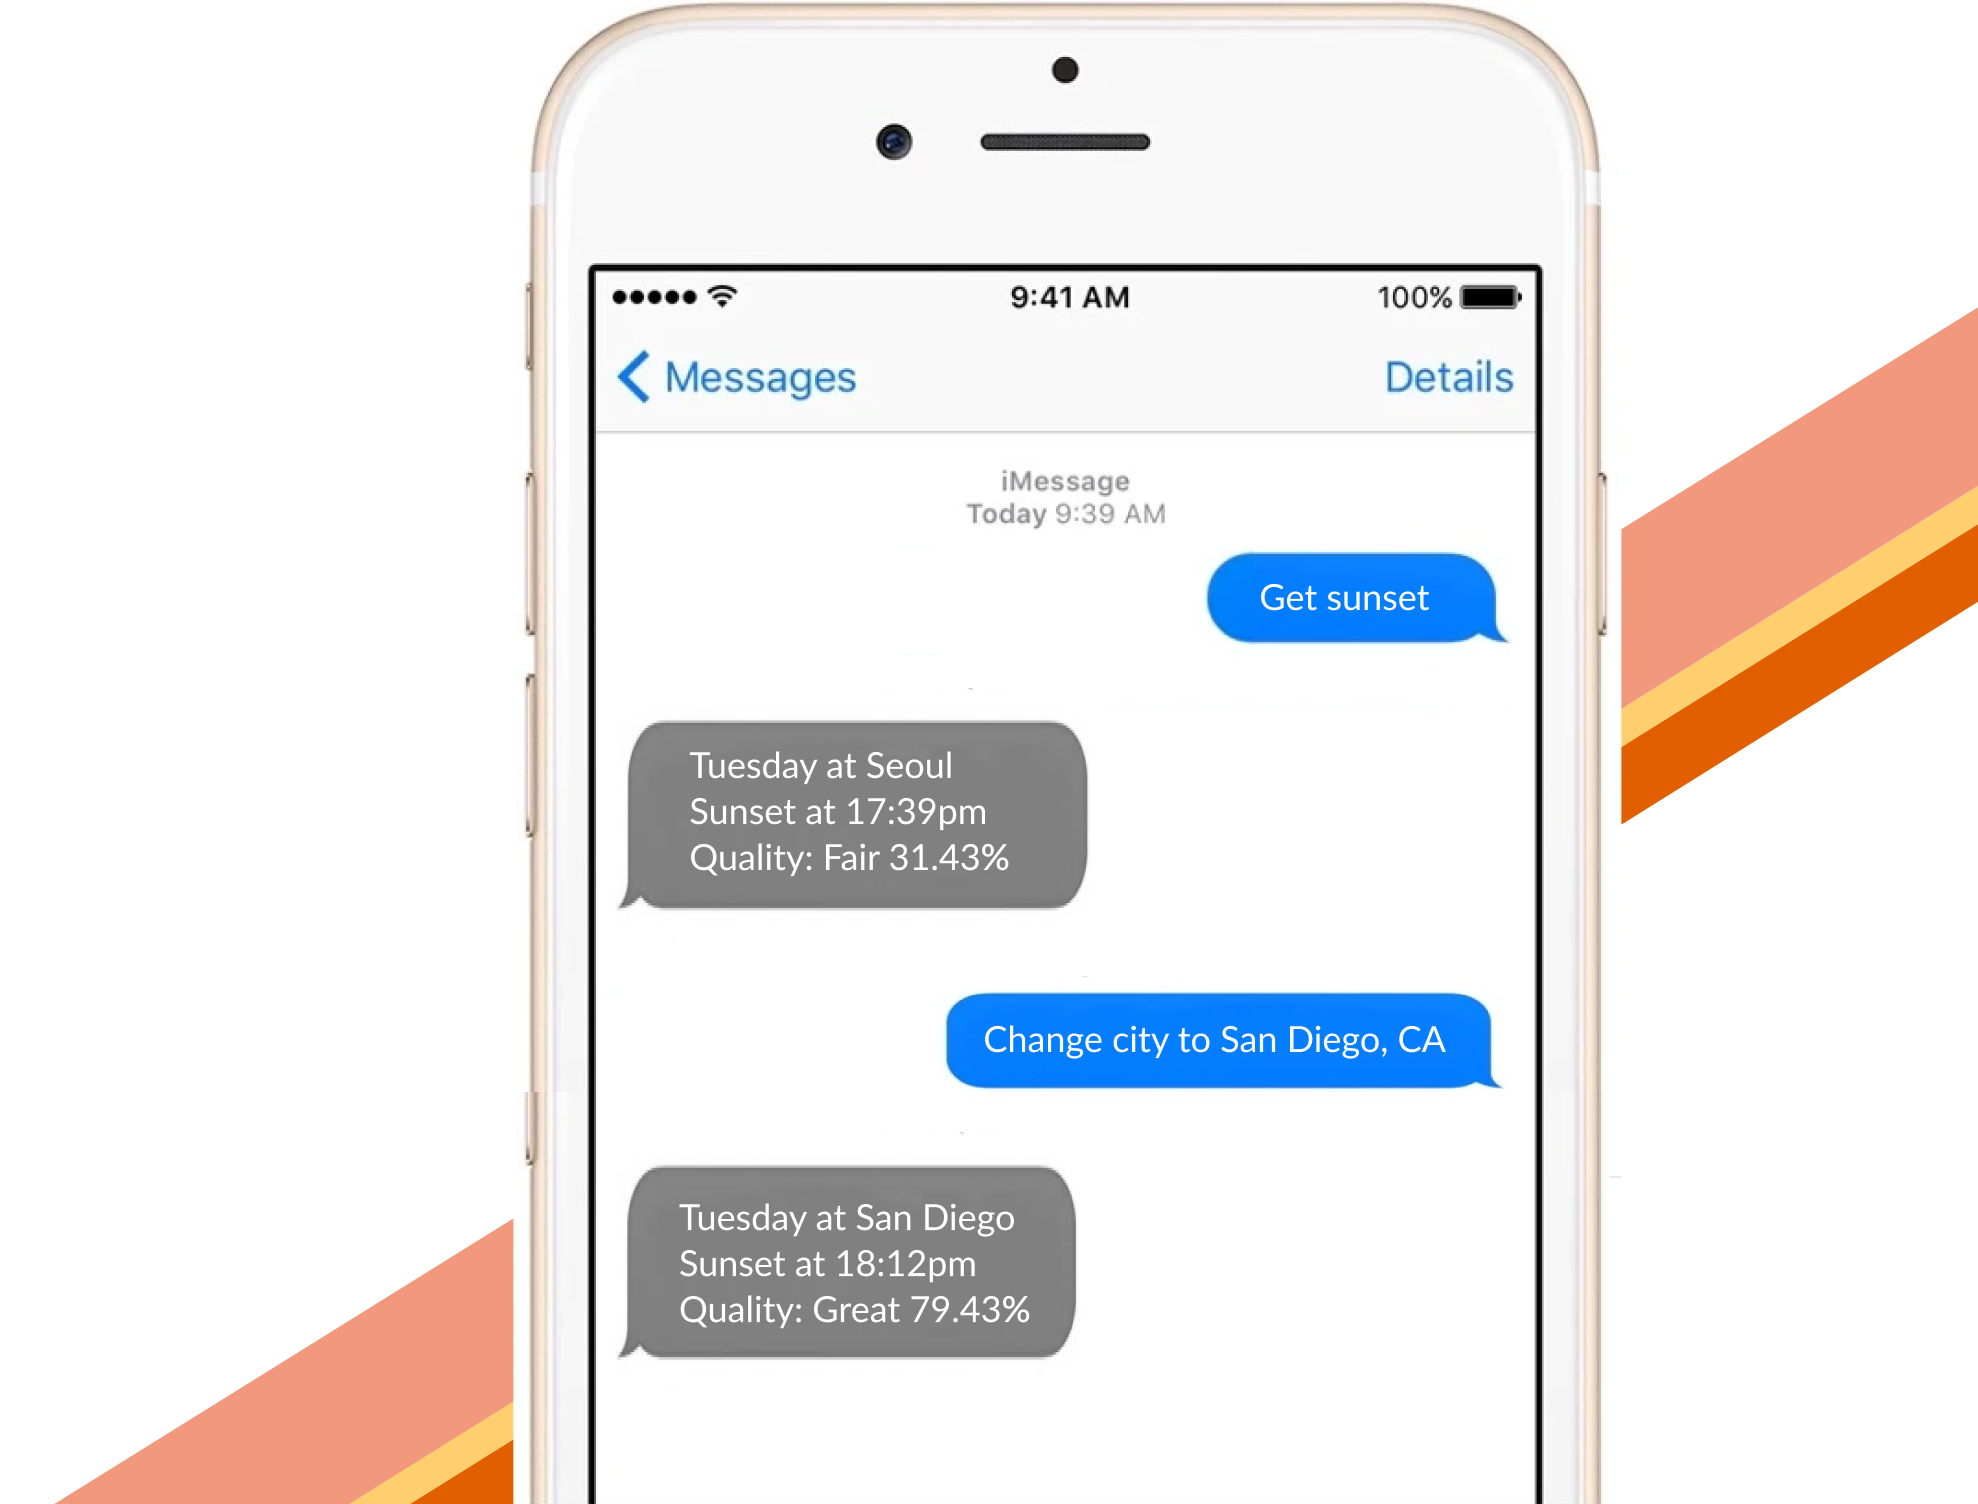 9:41 AM 100%
Messages Details
iMessage
Today 9:39 AM
Get sunset
Tuesday at Seoul
Sunset at 17:39pm
Quality: Fair 31.43%
Change city to San Diego, CA
Tuesday at San Diego
Sunset at 18:12pm
Quality: Great 79.43%